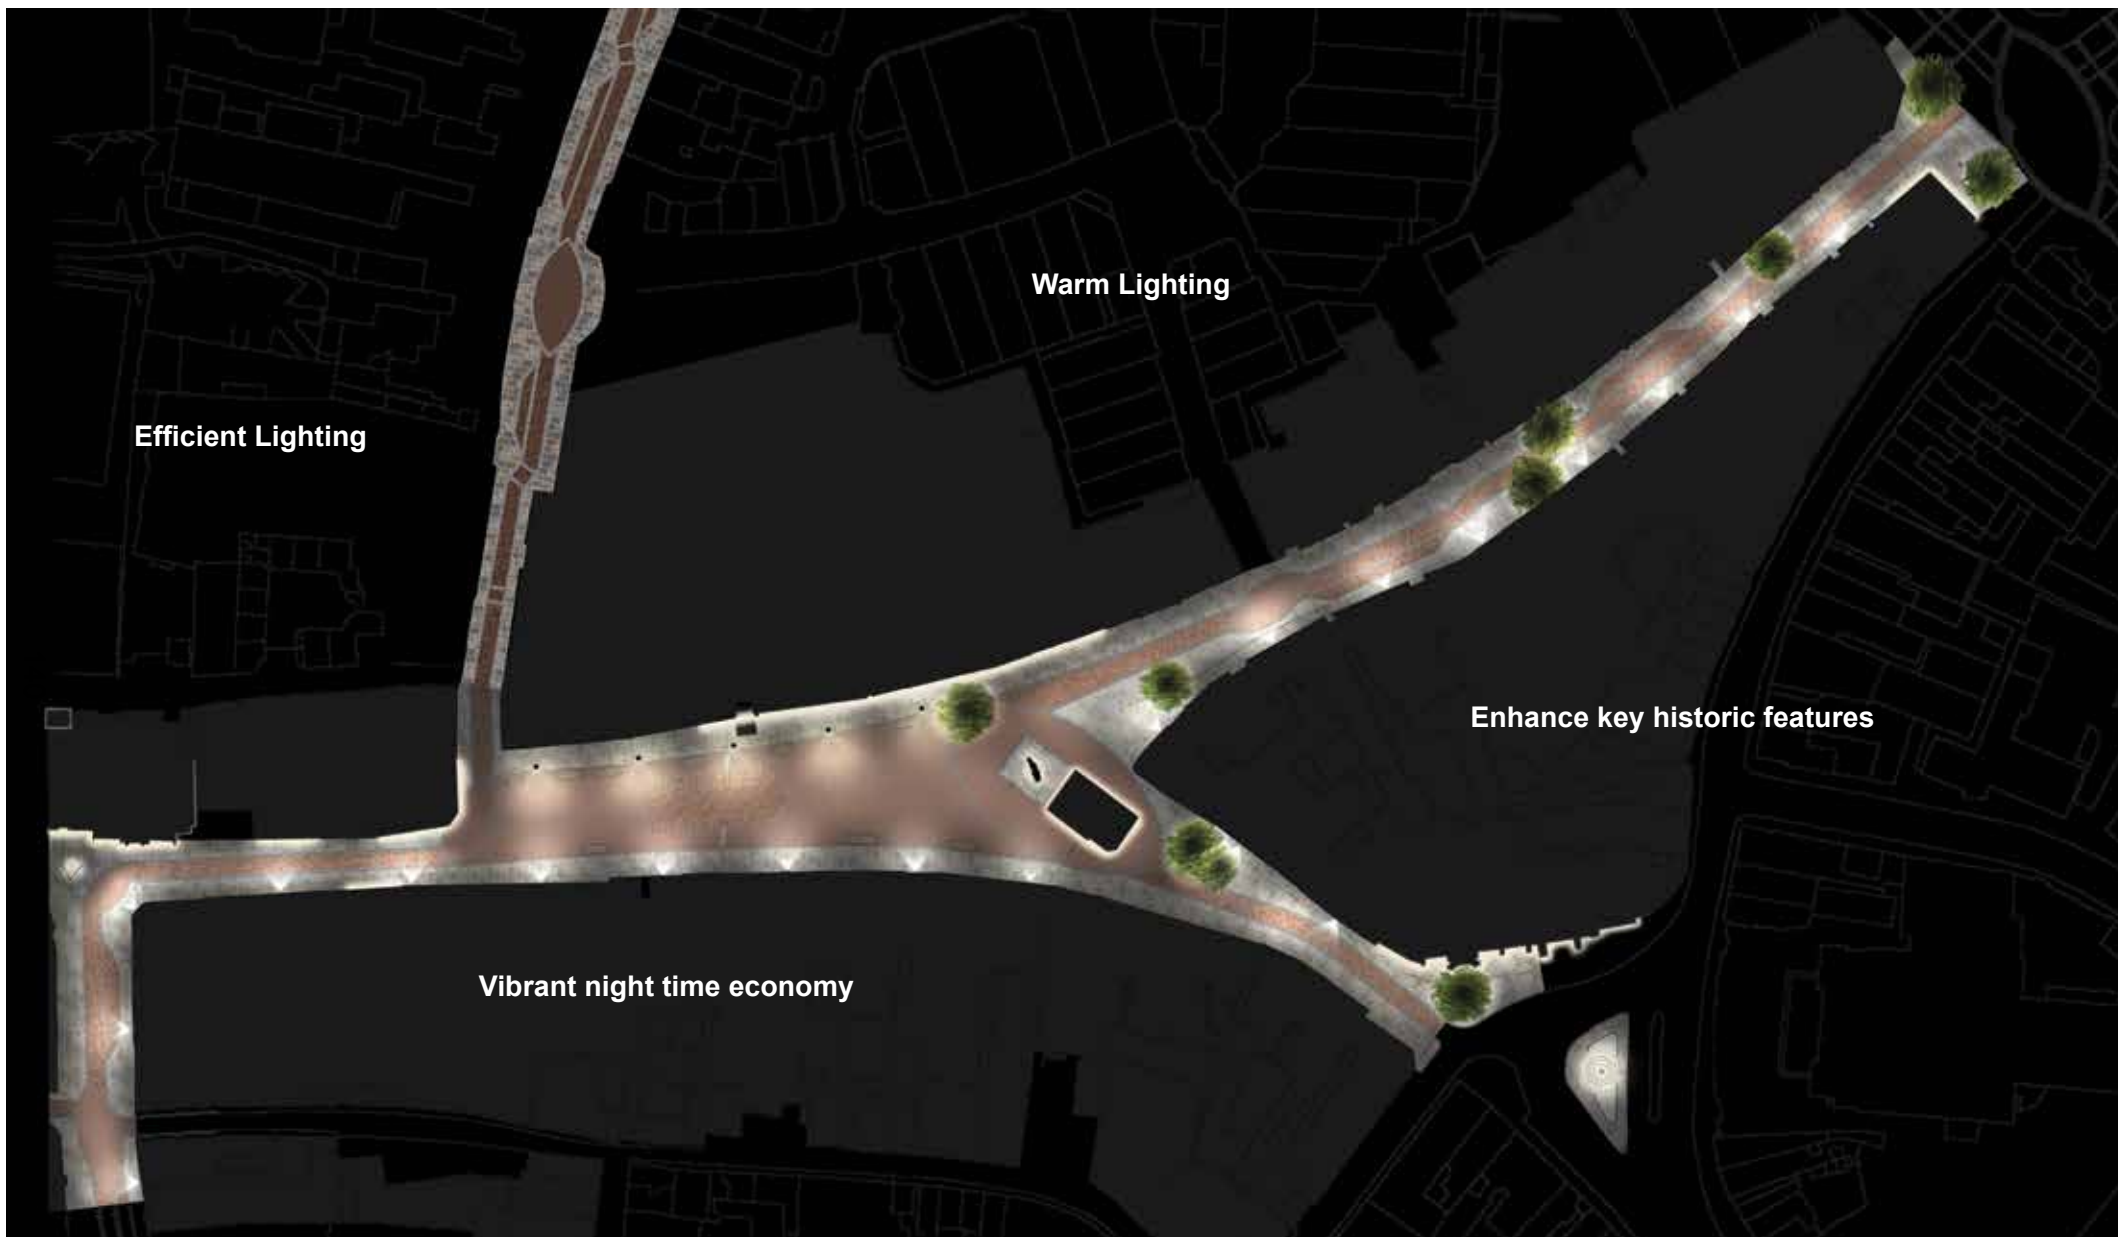 Warm Lighting
Efficient Lighting
Enhance key historic features
Vibrant night time economy